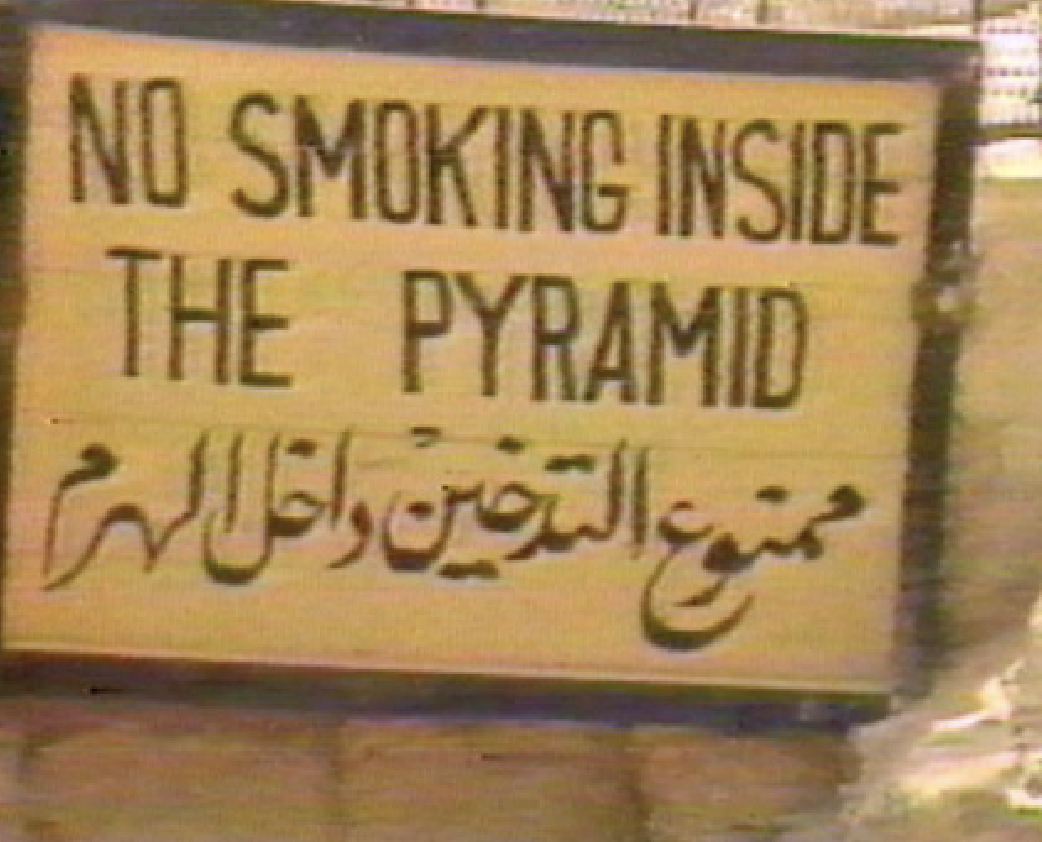 NO SMOKING INSIDE
THE PYRAMID
ممنوع التدخين داخل الهرم